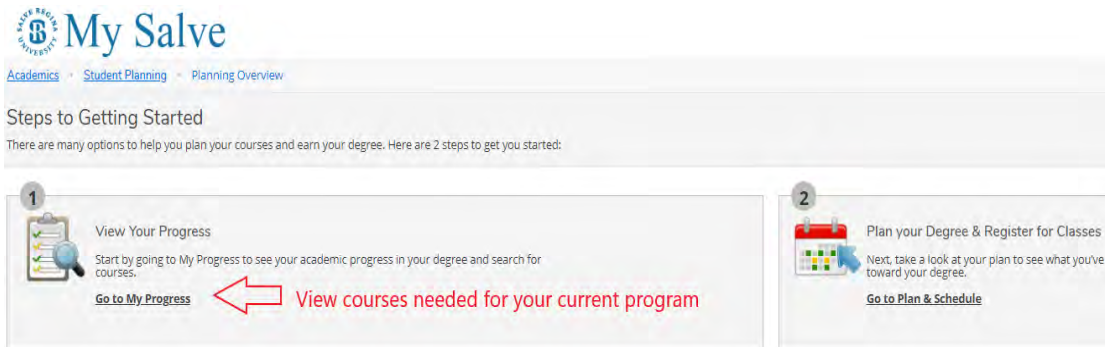 SALVE REGINA
UNIVERSITY
My Salve
Academics Student Planning Planning Overview
Steps to Getting Started
There are many options to help you plan your courses and earn your degree. Here are 2 steps to get you started:
1
View Your Progress
Start by going to My Progress to see your academic progress in your degree and search for
courses.
Go to My Progress
View courses needed for your current program
2
Plan your Degree & Register for Classes
Next, take a look at your plan to see what you've
toward your degree.
Go to Plan & Schedule